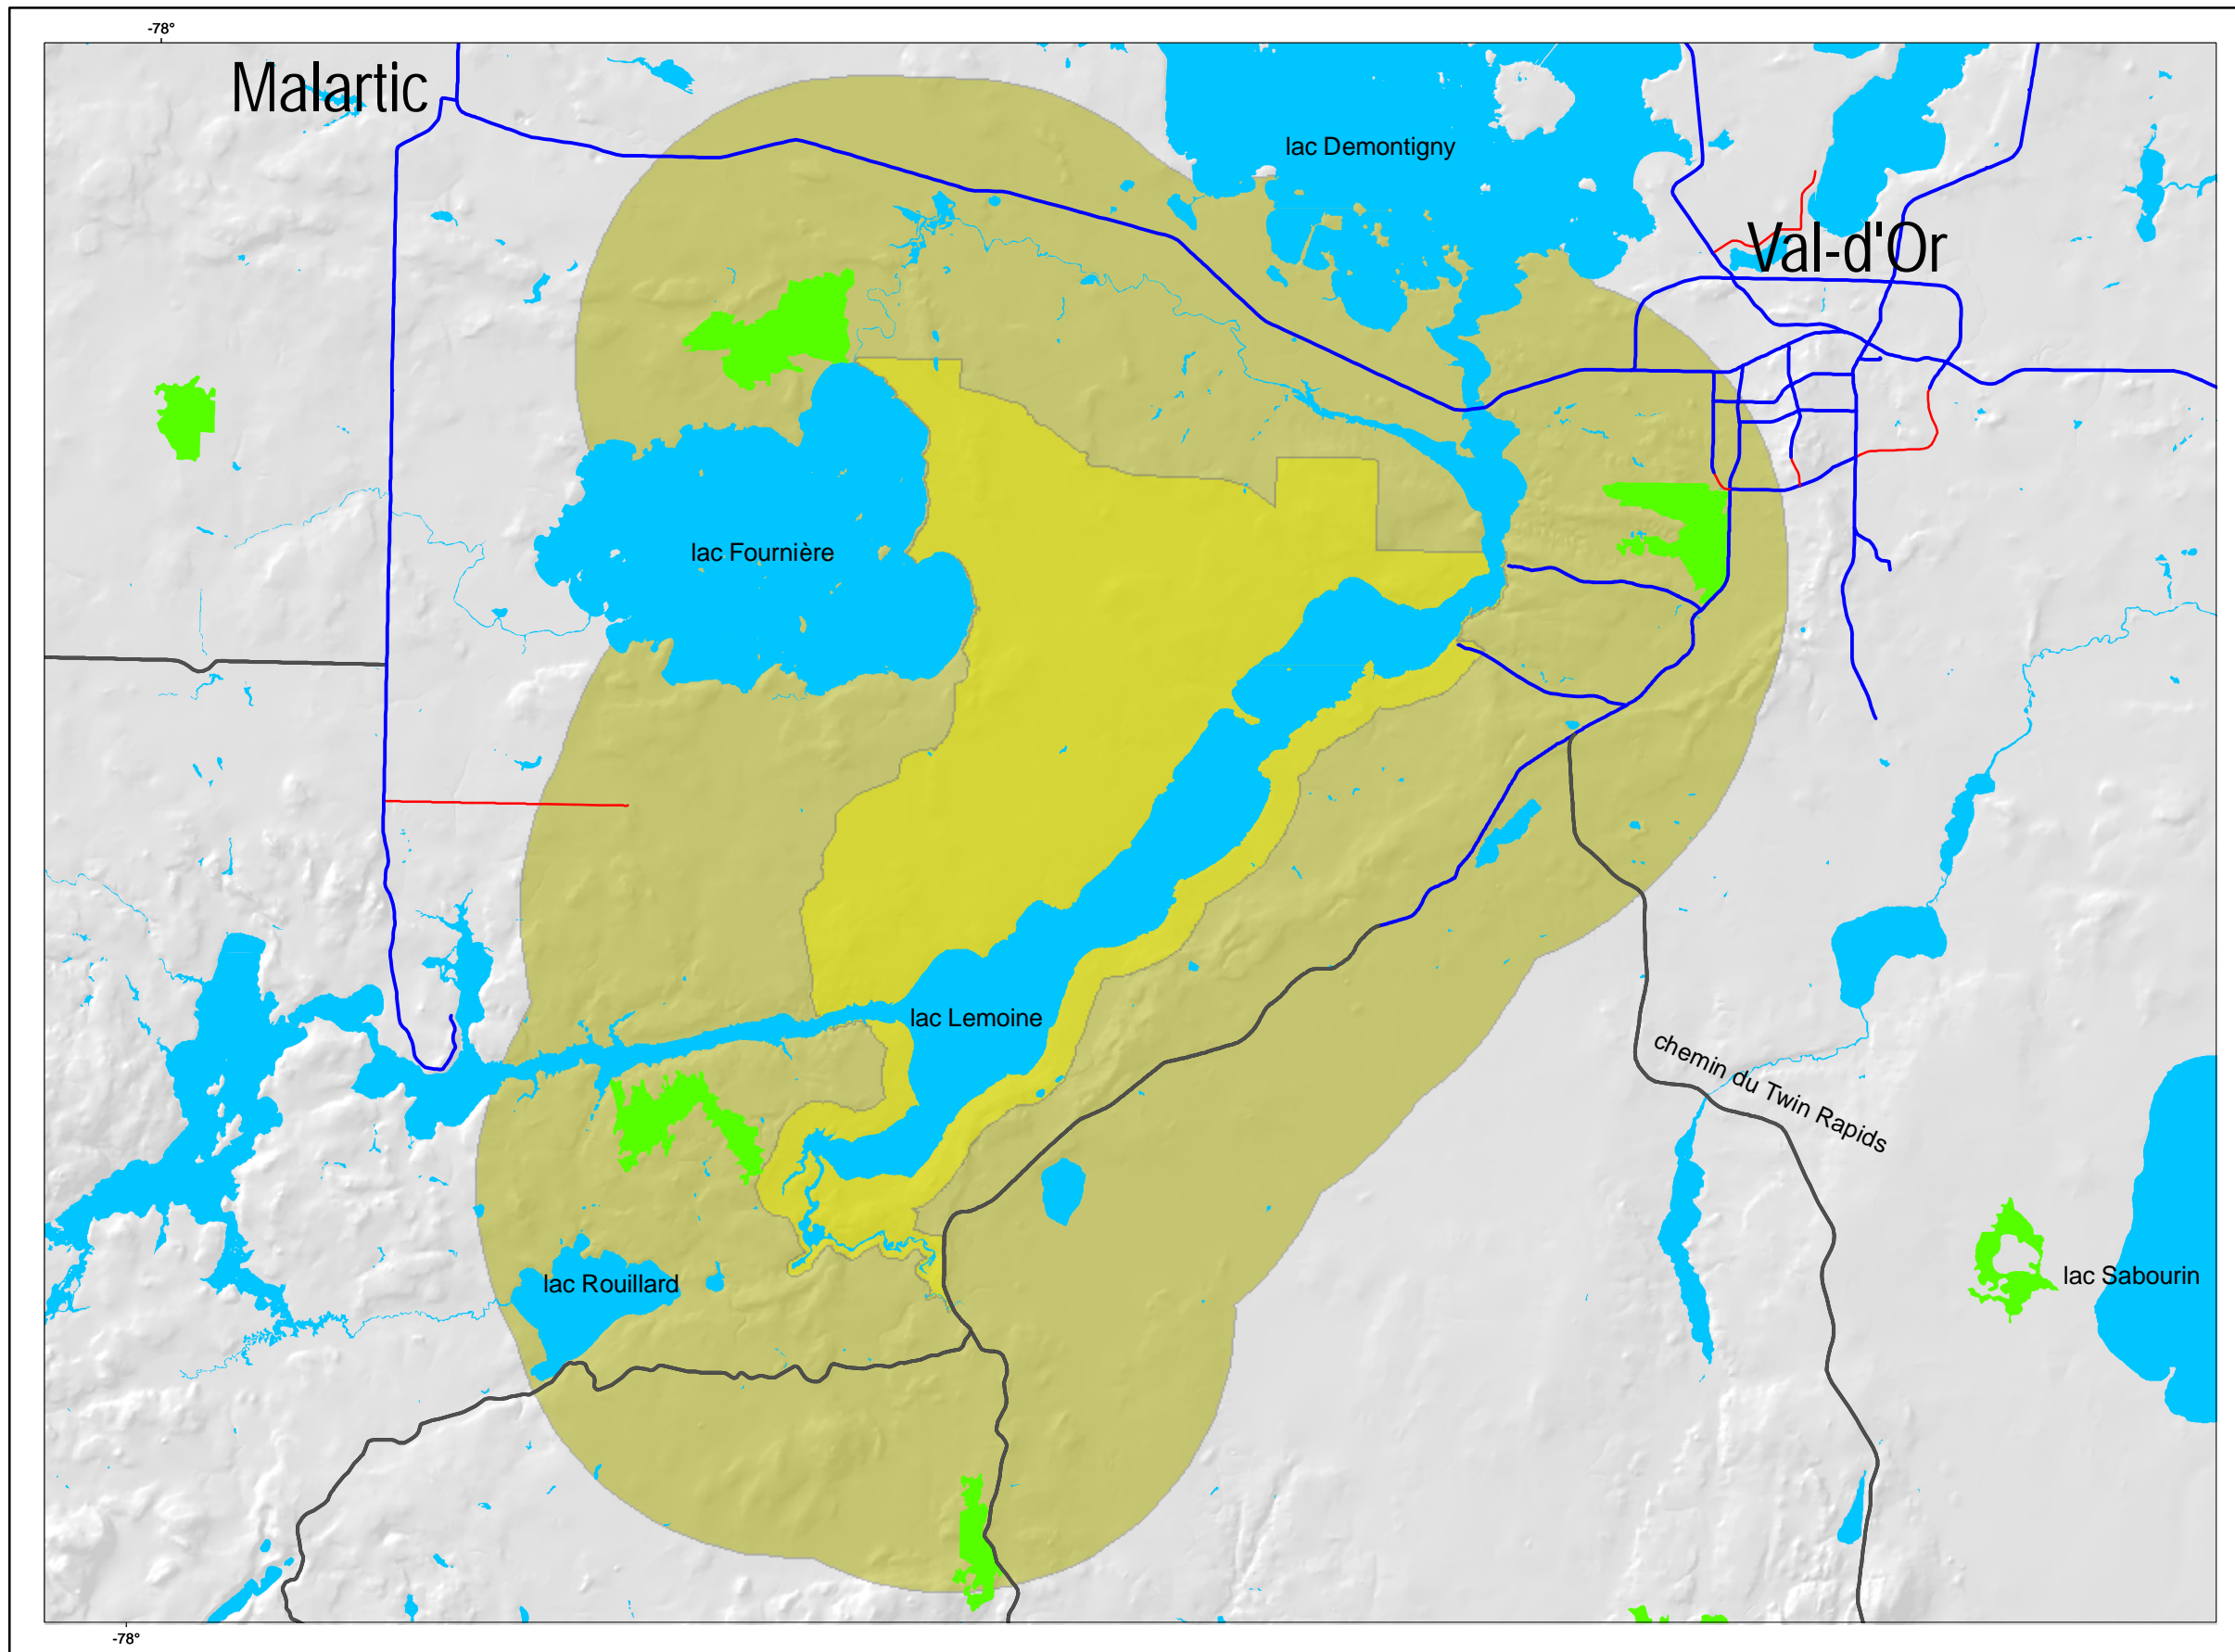 -78°
Malartic
lac Demontigny
Val-d'Or
lac Fournière
lac Lemoine
chemin du Twin Rapids
lac Rouillard
lac Sabourin
-78°